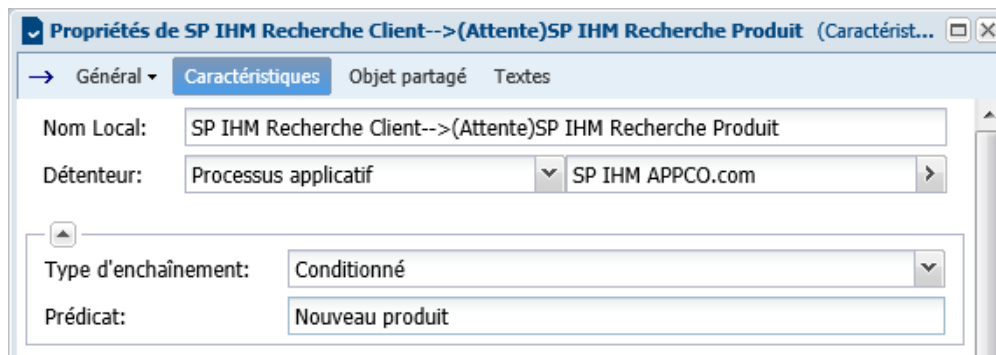 Propriétés de SP IHM Recherche Client-->(Attente)SP IHM Recherche Produit (Caractérist...
Général Caractéristiques Objet partagé Textes
Nom Local: SP IHM Recherche Client-->(Attente)SP IHM Recherche Produit
Détenteur: Processus applicatif SP IHM APPCO.com
Type d'enchaînement: Conditionné
Prédicat: Nouveau produit